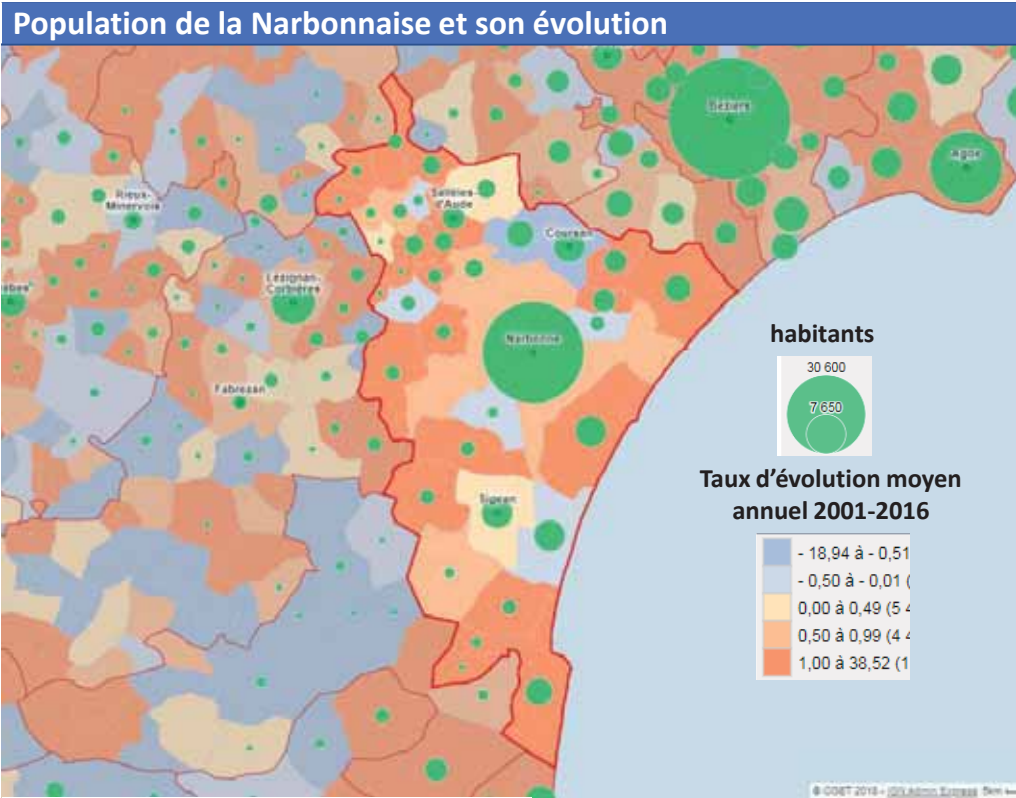 Population de la Narbonnaise et son évolution
Béziers
Agde
Rieux-
Minervois
Sallèles-
d'Aude
Coursan
Lézignan-
Corbières
Narbonne
Fabrezan
Sigean
habitants
30 600
7 650
Taux d'évolution moyen
annuel 2001-2016
- 18,94 à - 0,51
- 0,50 à - 0,01 (
0,00 à 0,49 (5 4
0,50 à 0,99 (4 4
1,00 à 38,52 (1
© CGET 2018 - IGN Admin Express 5km